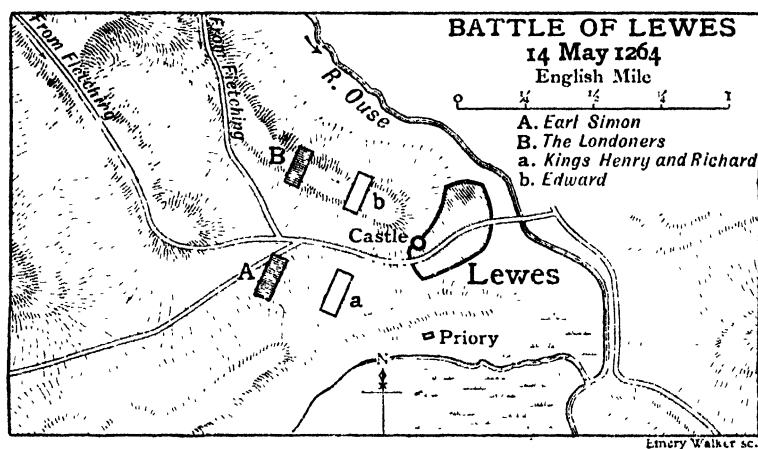 BATTLE OF LEWES
14 May 1264
English Mile
0 ¼ ½ ¾ 1
A. Earl Simon
B. The Londoners
a. Kings Henry and Richard
b. Edward
From Fletching
From Fletching
R. Ouse
B
b
Castle
Lewes
A
a
Priory
N
Emery Walker sc.